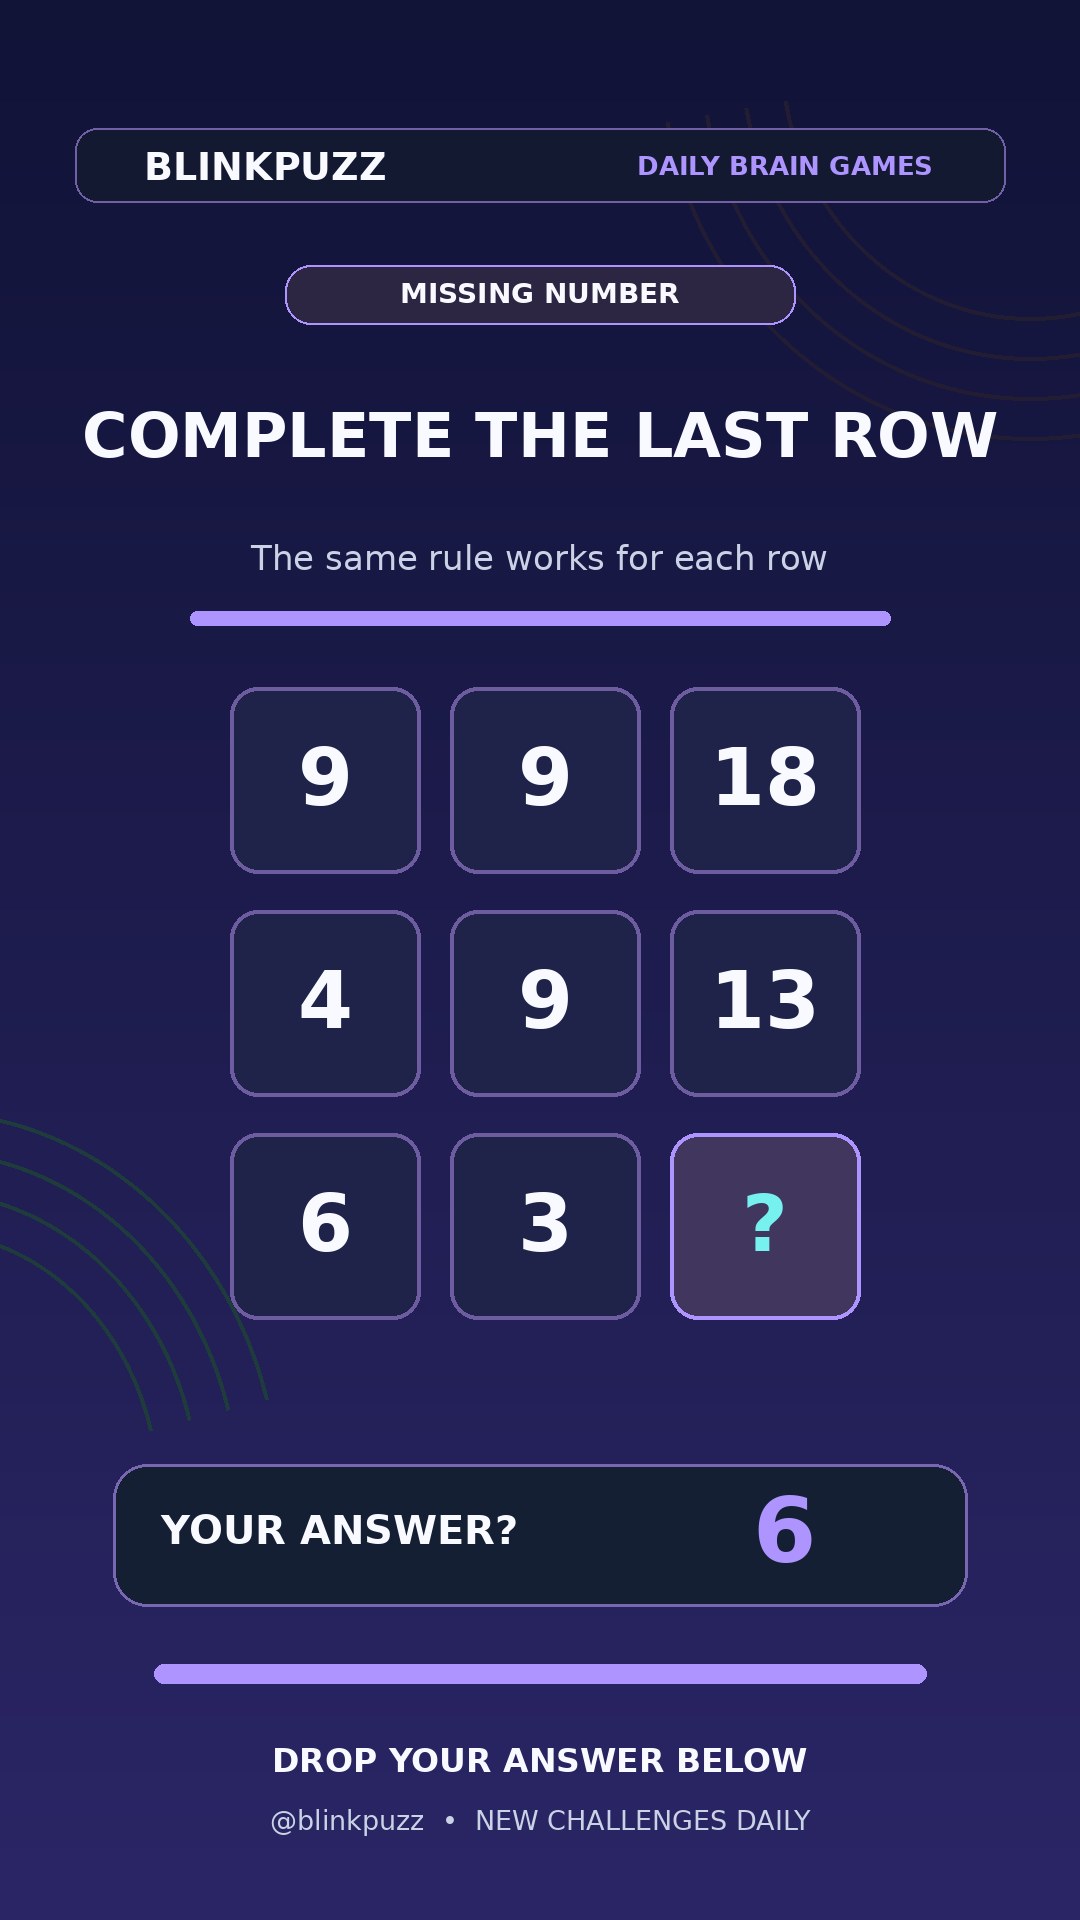 BLINKPUZZ DAILY BRAIN GAMES
MISSING NUMBER
COMPLETE THE LAST ROW
The same rule works for each row
9 9 18
4 9 13
6 3 ?
YOUR ANSWER? 6
DROP YOUR ANSWER BELOW
@blinkpuzz • NEW CHALLENGES DAILY